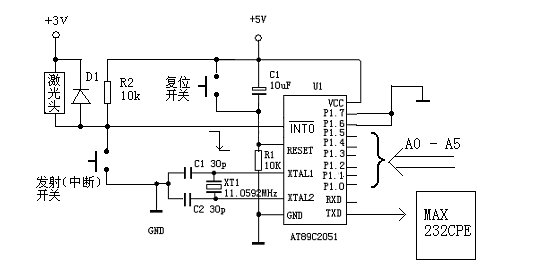 +3V
+5V
激光头
D1
R2
10k
复位
开关
C1
10uF
U1
VCC
P1.7
P1.6
P1.5
P1.4
P1.3
P1.2
P1.1
P1.0
RXD
TXD
INT0
RESET
XTAL1
XTAL2
GND
AT89C2051
A0 - A5
R1
10K
C1 30p
XT1
11.0592MHz
C2 30p
发射(中断)
开关
GND
MAX
232CPE